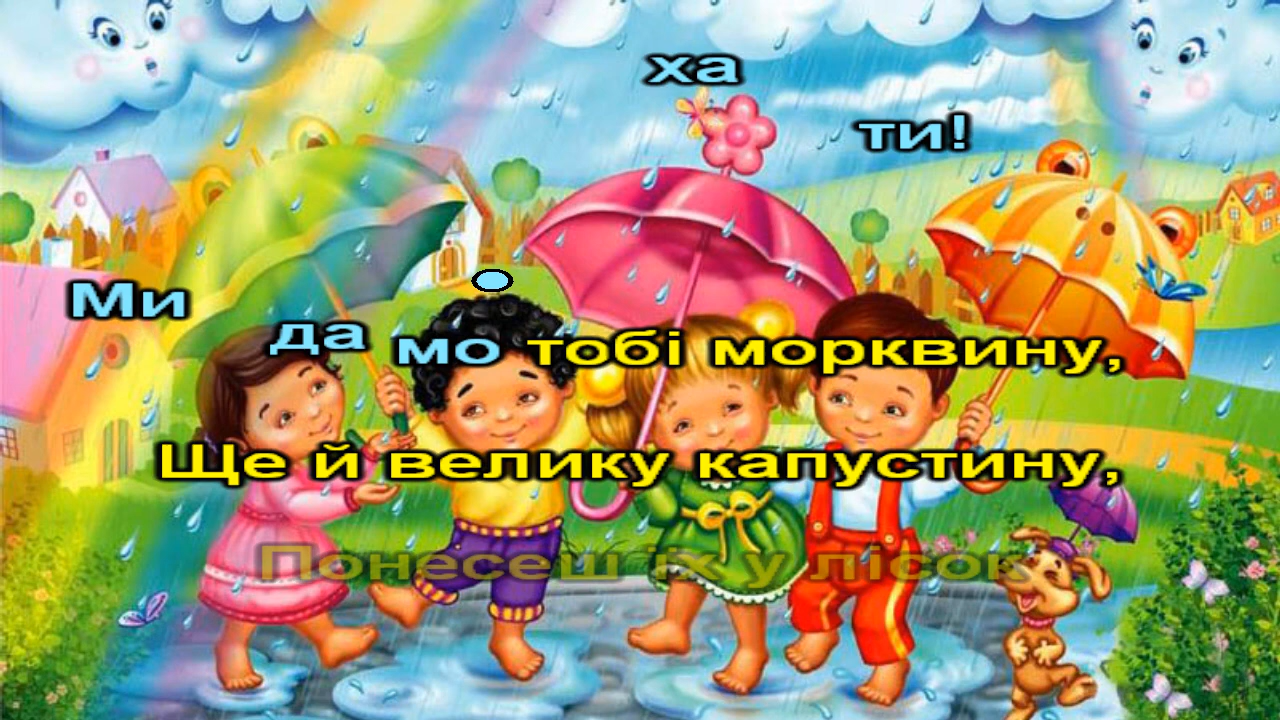 ха
ти!
Ми да мо тобі морквину,
Ще й велику капустину,
Понесеш їх у лісок